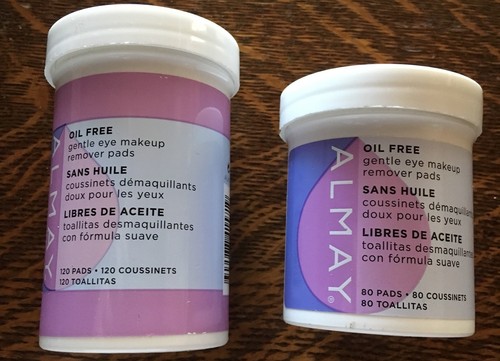 ALMAY
OIL FREE
gentle eye makeup
remover pads
SANS HUILE
coussinets démaquillants
doux pour les yeux
LIBRES DE ACEITE
toallitas desmaquillantes
con fórmula suave
120 PADS • 120 COUSSINETS
120 TOALLITAS
ALMAY®
OIL FREE
gentle eye makeup
remover pads
SANS HUILE
coussinets démaquillants
doux pour les yeux
LIBRES DE ACEITE
toallitas desmaquillantes
con fórmula suave
80 PADS • 80 COUSSINETS
80 TOALLITAS